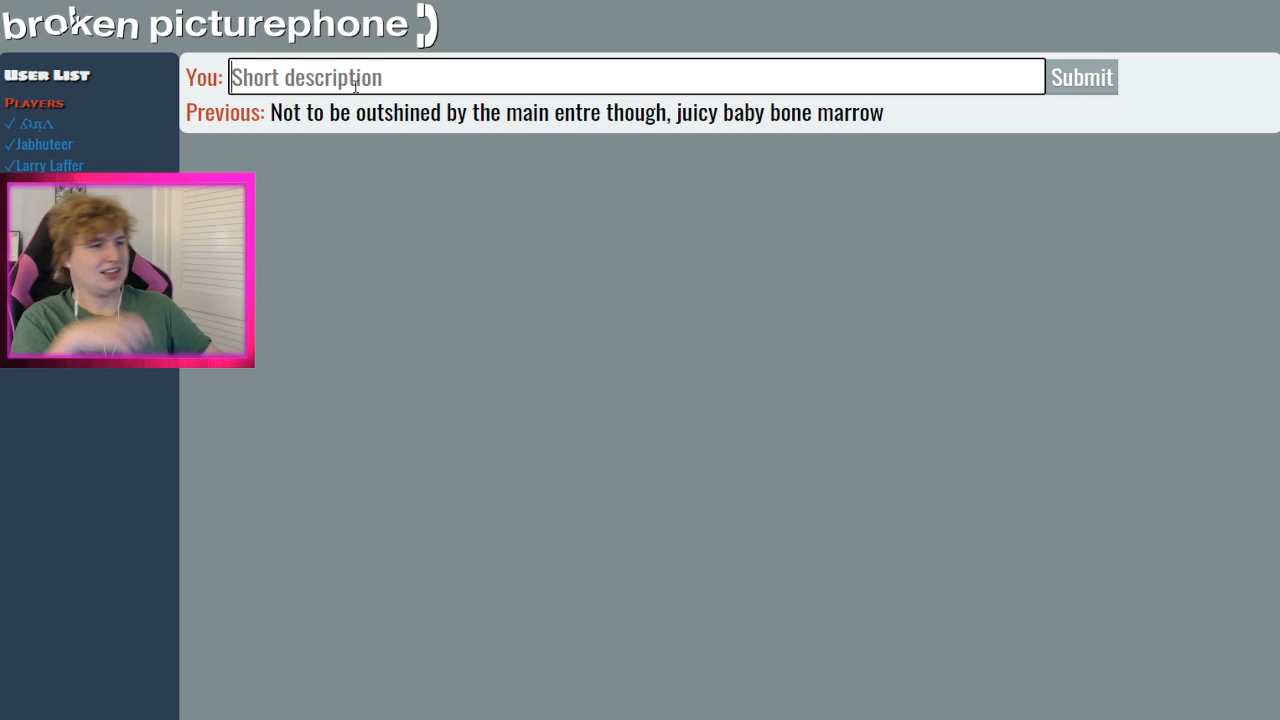 broken picturephone
User List
You: Short description Submit
Players
Previous: Not to be outshined by the main entre though, juicy baby bone marrow
✓Jabhuteer
✓Larry Laffer